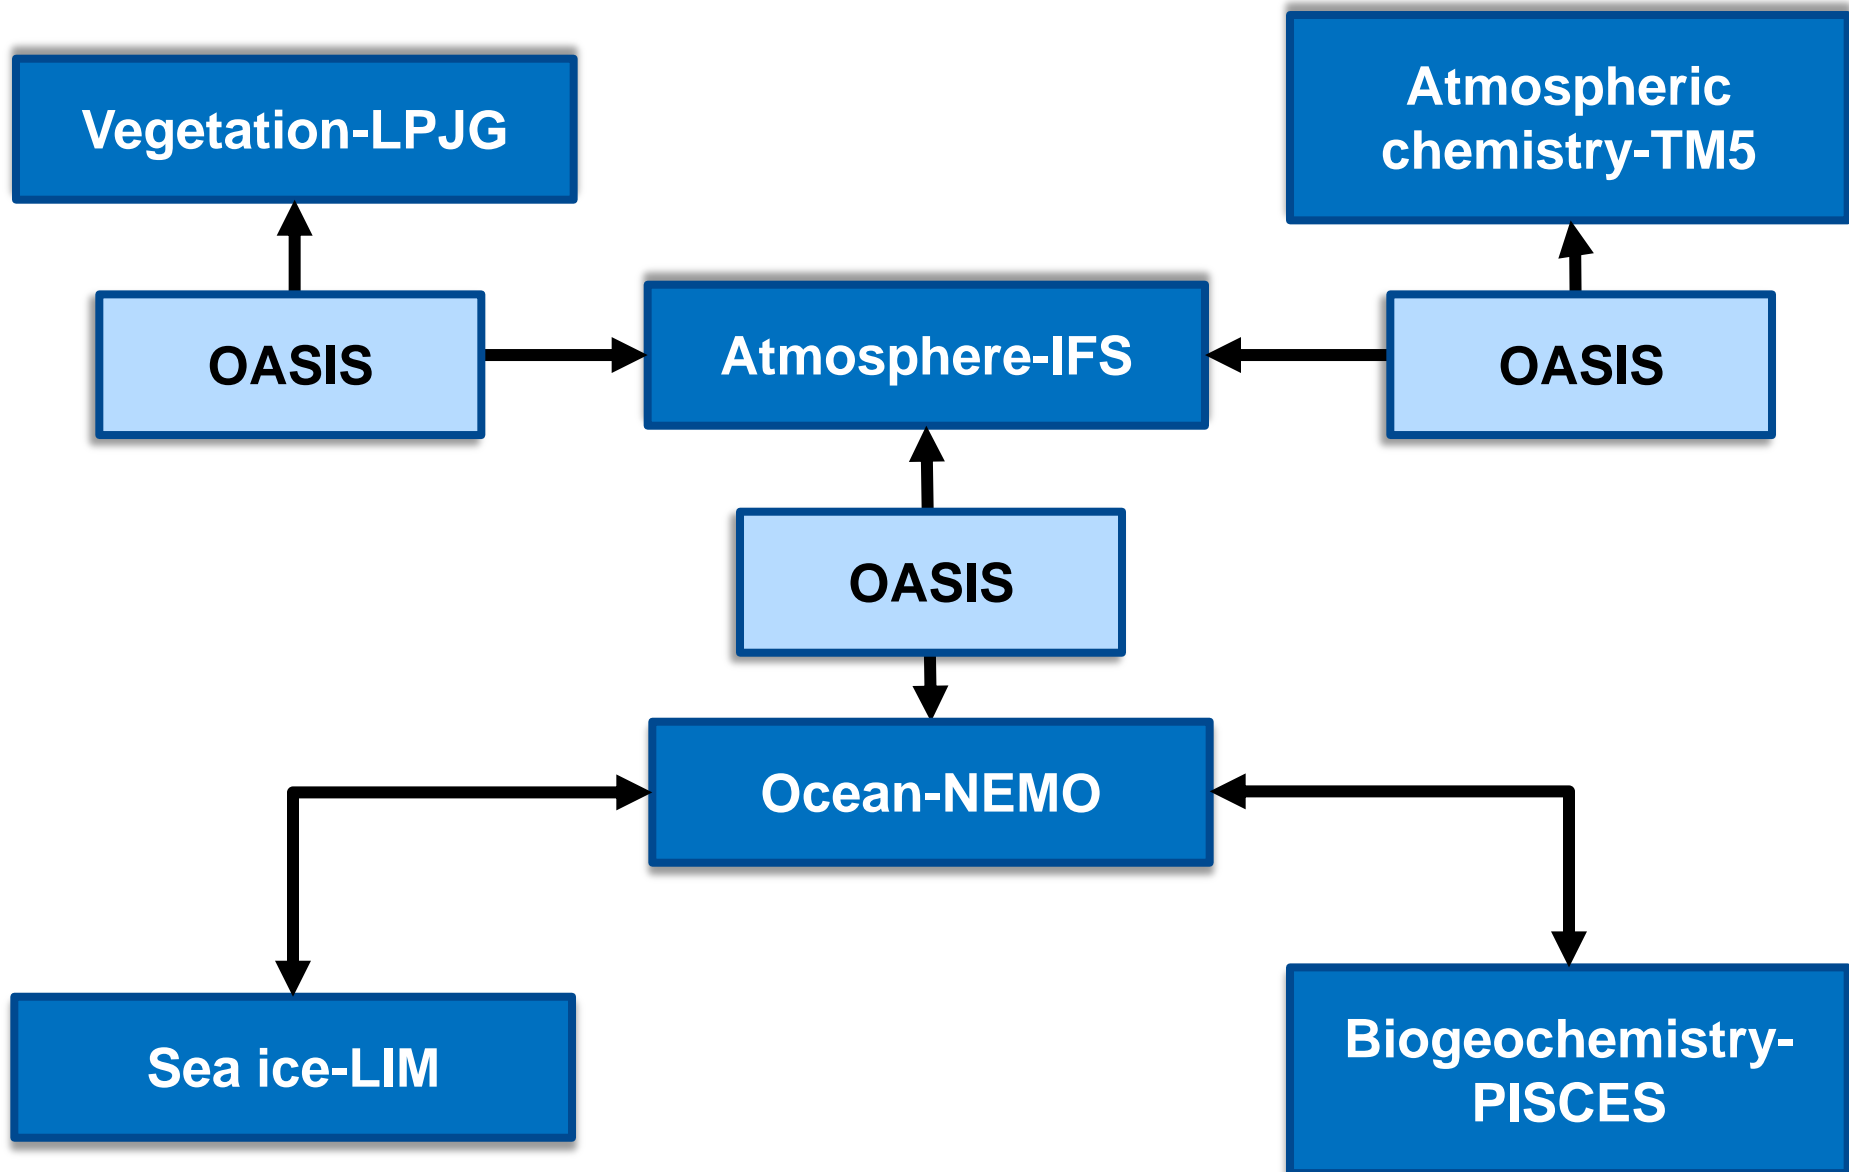 Vegetation-LPJG
Atmospheric
chemistry-TM5
OASIS
Atmosphere-IFS
OASIS
OASIS
Ocean-NEMO
Sea ice-LIM
Biogeochemistry-
PISCES